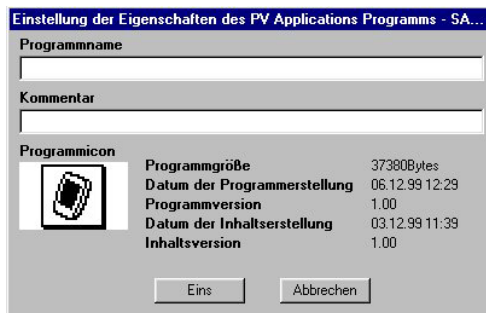 Einstellung der Eigenschaften des PV Applications Programms - SA...
Programmname
Kommentar
Programmicon
Programmgröße 37380Bytes
Datum der Programmerstellung 06.12.99 12:29
Programmversion 1.00
Datum der Inhaltserstellung 03.12.99 11:39
Inhaltsversion 1.00
Eins Abbrechen